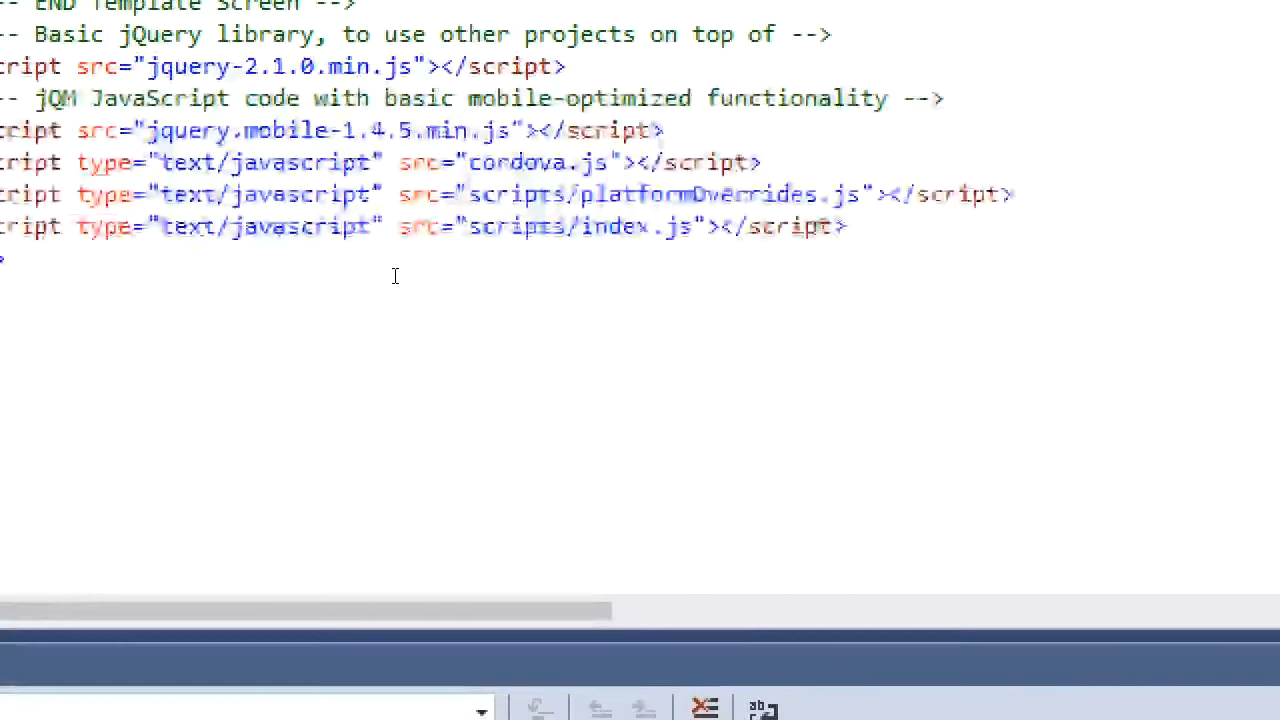 -- END Template Screen -->
-- Basic jQuery library, to use other projects on top of -->
cript src="jquery-2.1.0.min.js"></script>
-- jQM JavaScript code with basic mobile-optimized functionality -->
cript src="jquery.mobile-1.4.5.min.js"></script>
cript type="text/javascript" src="cordova.js"></script>
cript type="text/javascript" src="scripts/platformOverrides.js"></script>
cript type="text/javascript" src="scripts/index.js"></script>
>